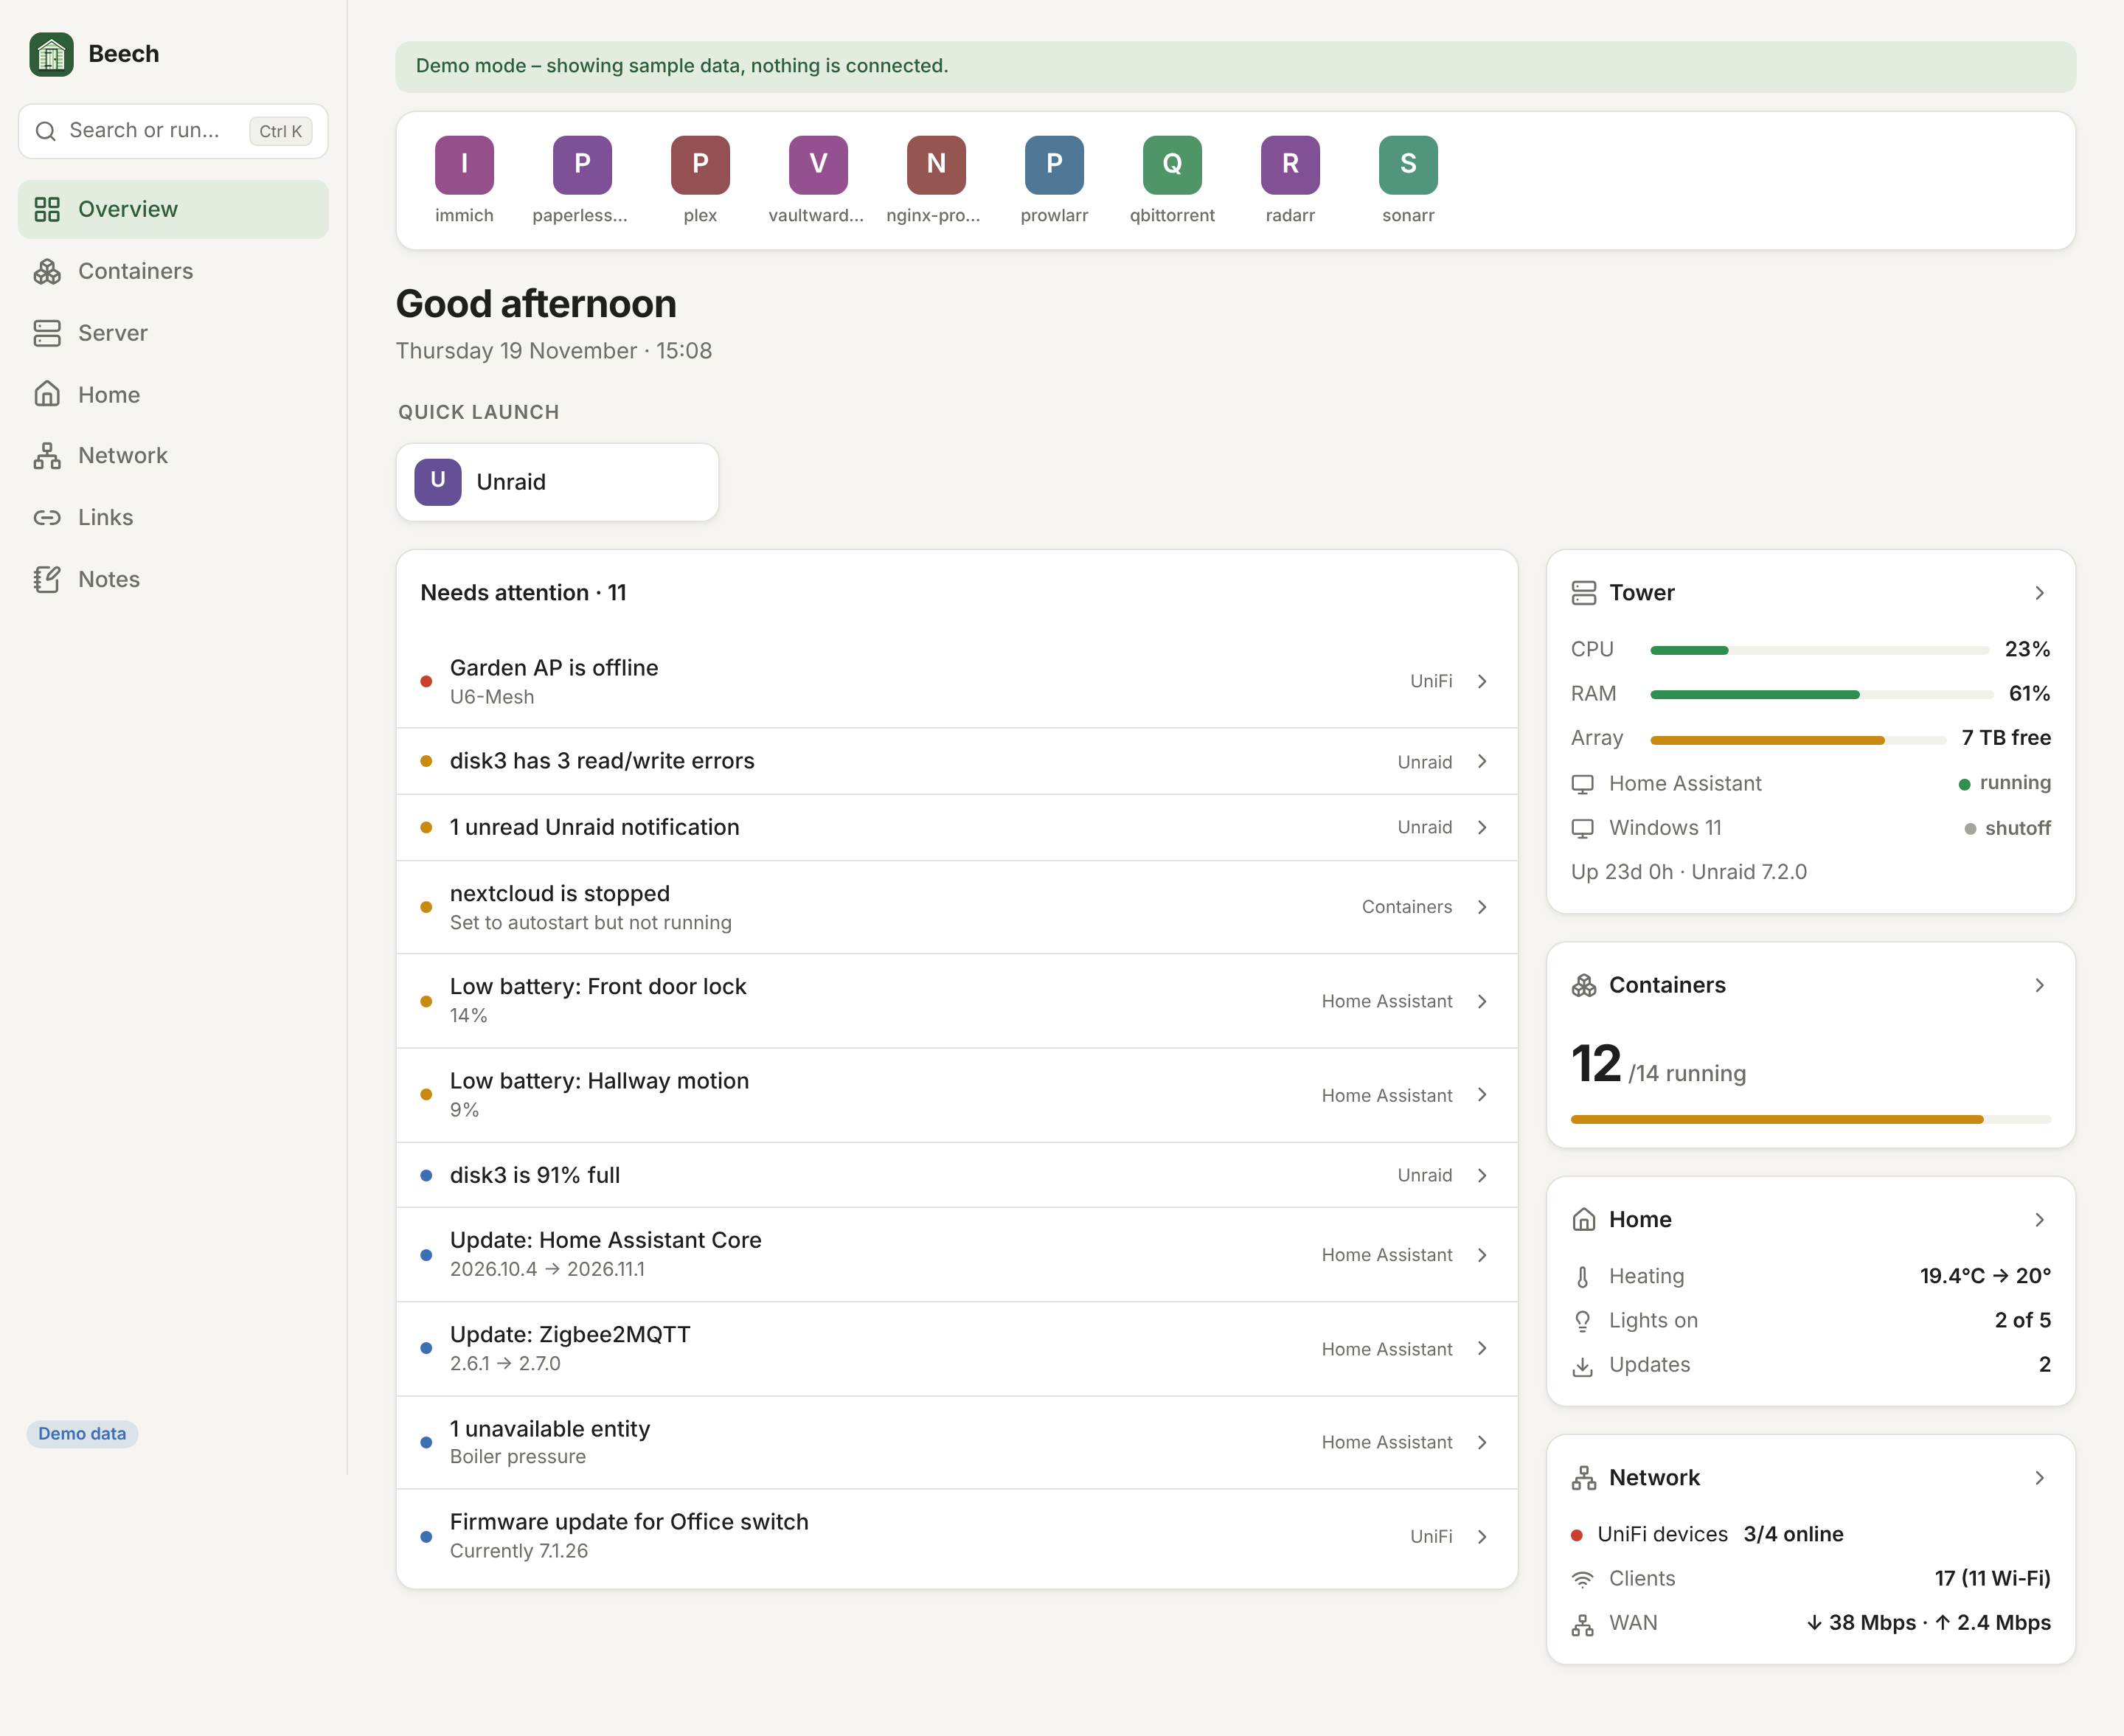 Beech
Search or run...
Ctrl K
Overview
Containers
Server
Home
Network
Links
Notes
Demo data
Demo mode – showing sample data, nothing is connected.
I
P
P
V
N
P
Q
R
S
immich
paperless...
plex
vaultward...
nginx-pro...
prowlarr
qbittorrent
radarr
sonarr
Good afternoon
Thursday 19 November · 15:08
QUICK LAUNCH
U
Unraid
Needs attention · 11
Garden AP is offline
U6-Mesh
UniFi
disk3 has 3 read/write errors
Unraid
1 unread Unraid notification
Unraid
nextcloud is stopped
Set to autostart but not running
Containers
Low battery: Front door lock
14%
Home Assistant
Low battery: Hallway motion
9%
Home Assistant
disk3 is 91% full
Unraid
Update: Home Assistant Core
2026.10.4 → 2026.11.1
Home Assistant
Update: Zigbee2MQTT
2.6.1 → 2.7.0
Home Assistant
1 unavailable entity
Boiler pressure
Home Assistant
Firmware update for Office switch
Currently 7.1.26
UniFi
Tower
CPU 23%
RAM 61%
Array 7 TB free
Home Assistant running
Windows 11 shutoff
Up 23d 0h · Unraid 7.2.0
Containers
12 /14 running
Home
Heating 19.4°C → 20°
Lights on 2 of 5
Updates 2
Network
UniFi devices 3/4 online
Clients 17 (11 Wi-Fi)
WAN ↓ 38 Mbps · ↑ 2.4 Mbps